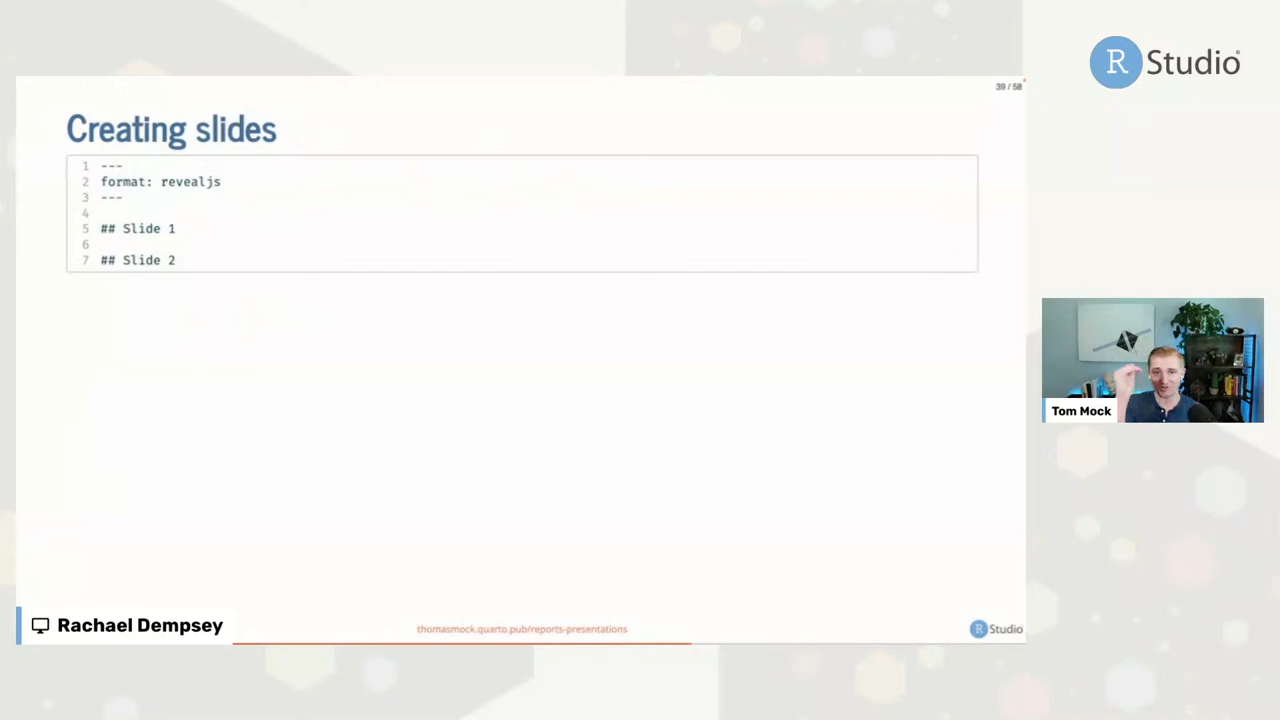 R Studio
39 / 58
Creating slides
1 ---
2 format: revealjs
3 ---
4
5 ## Slide 1
6
7 ## Slide 2
Tom Mock
Rachael Dempsey
thomasmock.quarto.pub/reports-presentations
R Studio